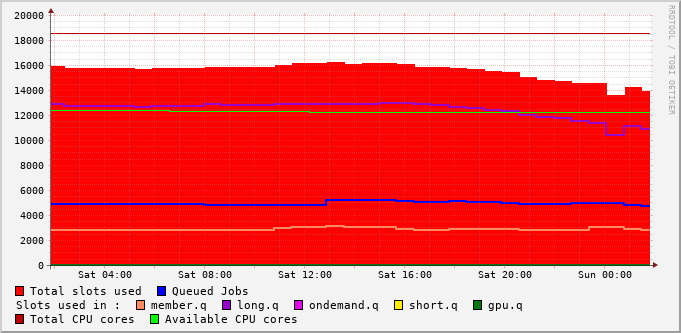 20000
18000
16000
14000
12000
10000
8000
6000
4000
2000
0
Sat 04:00 Sat 08:00 Sat 12:00 Sat 16:00 Sat 20:00 Sun 00:00
RRDTOOL / TOBI OETIKER
Total slots used Queued Jobs
Slots used in : member.q long.q ondemand.q short.q gpu.q
Total CPU cores Available CPU cores